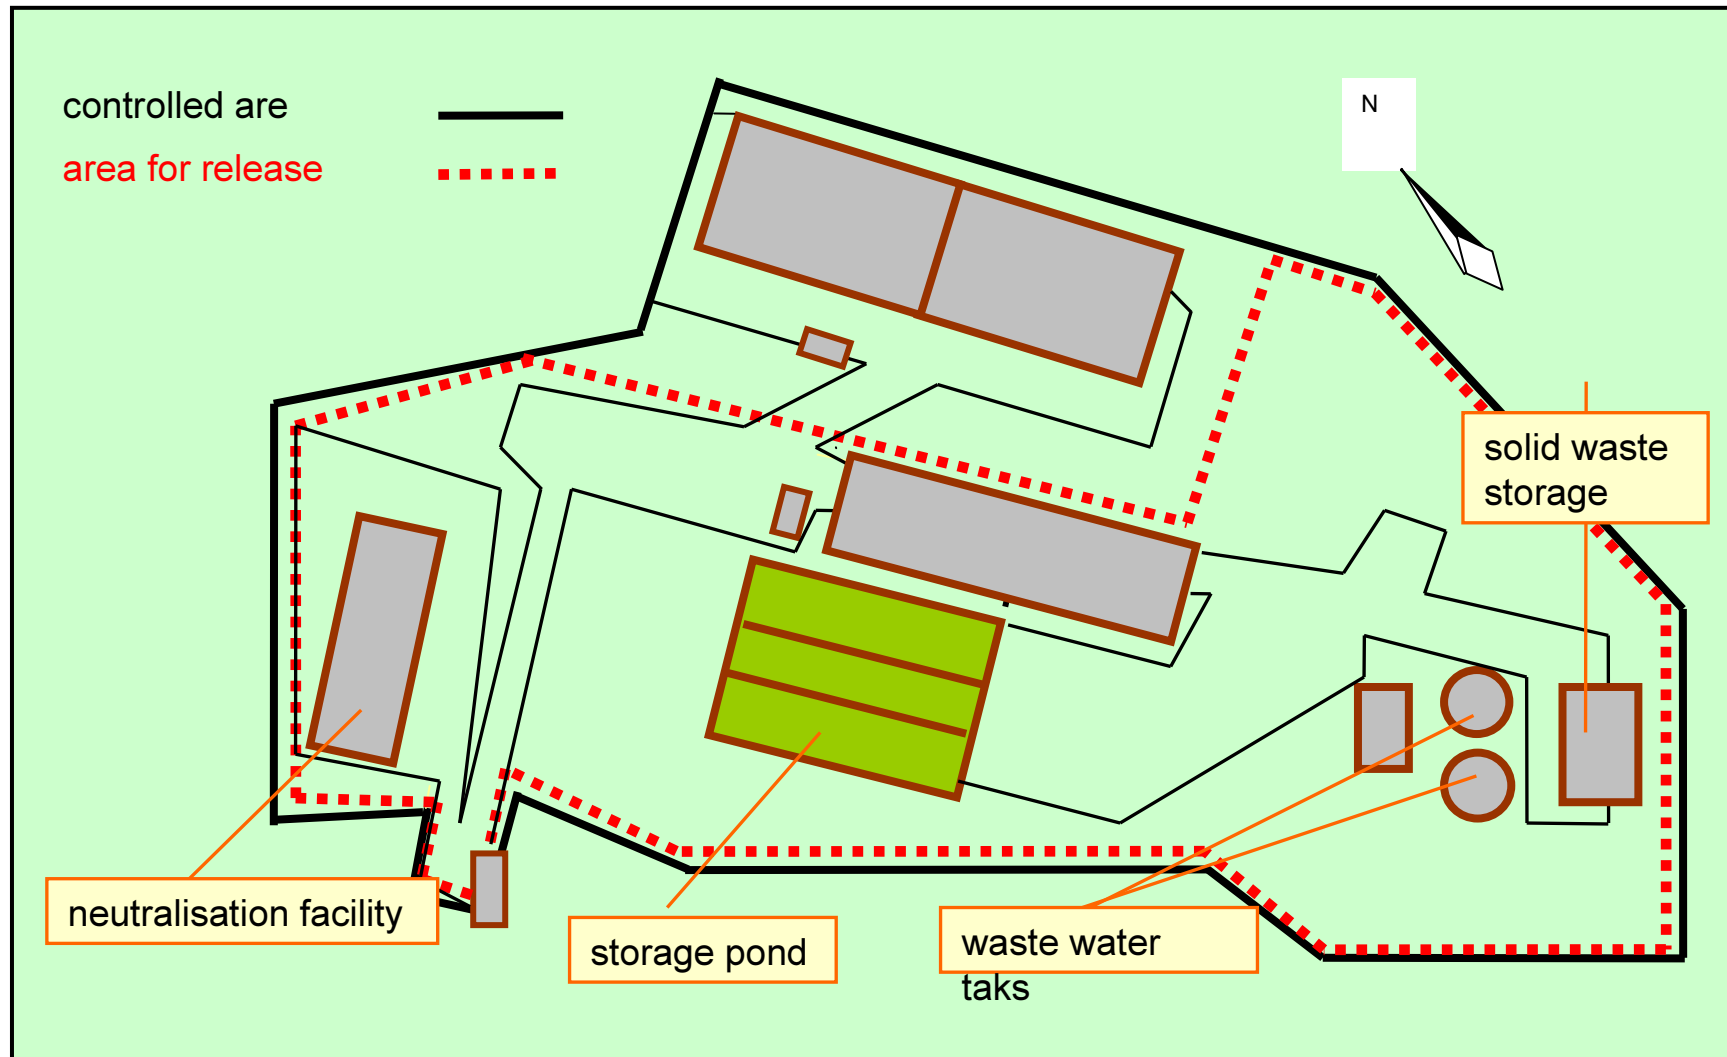 controlled are
area for release
N
solid waste
storage
neutralisation facility
storage pond
waste water
taks